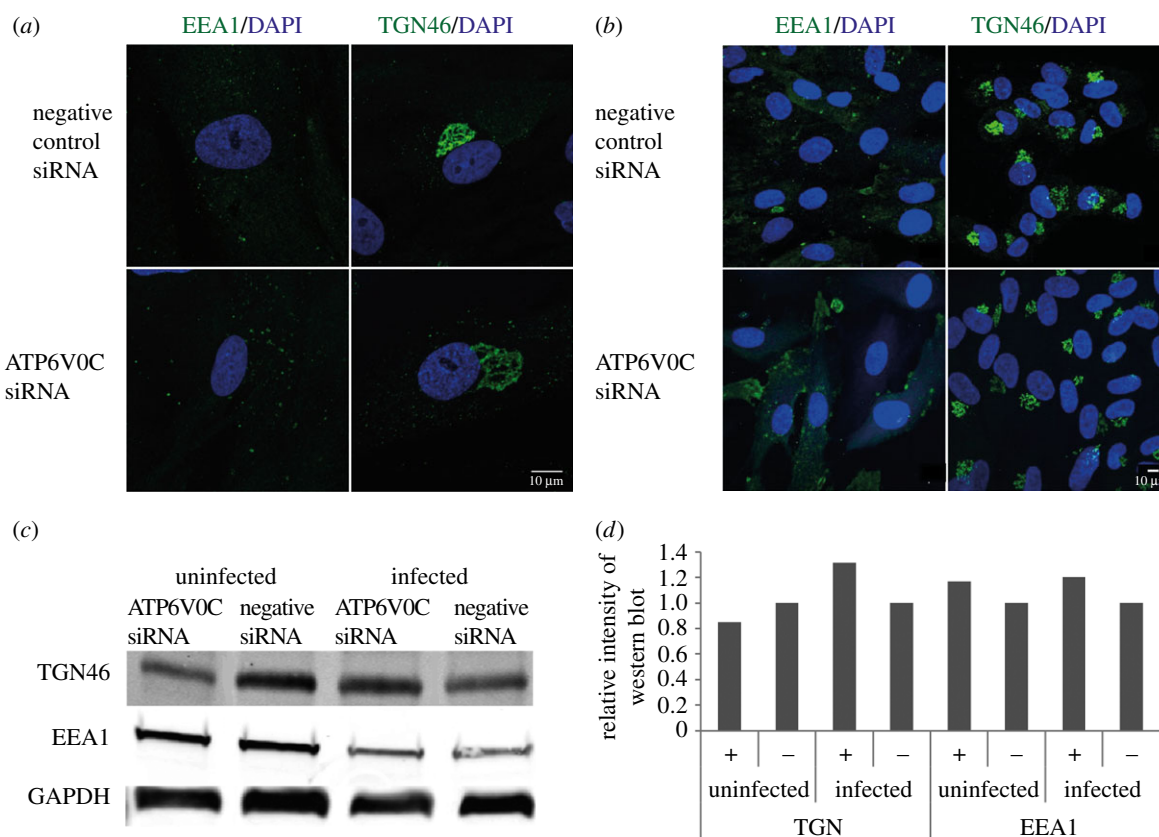 (a)
EEA1/DAPI
TGN46/DAPI
negative
control
siRNA
ATP6V0C
siRNA
10 µm
(b)
EEA1/DAPI
TGN46/DAPI
negative
control
siRNA
ATP6V0C
siRNA
10 µm
(c)
uninfected infected
ATP6V0C negative ATP6V0C negative
siRNA siRNA siRNA siRNA
TGN46
EEA1
GAPDH
(d)
relative intensity of
western blot
1.4
1.2
1.0
0.8
0.6
0.4
0.2
0
+ – + – + – + –
uninfected infected uninfected infected
TGN EEA1